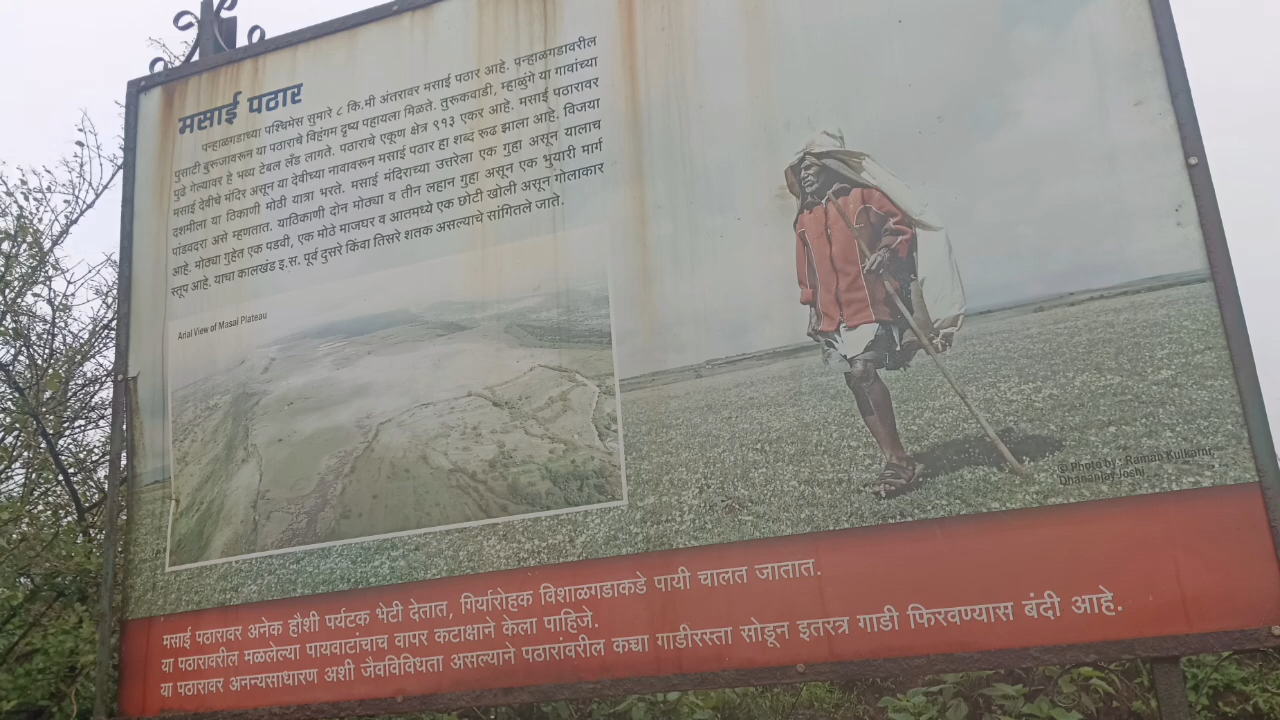 मसाई पठार
पन्हाळगडाच्या पश्चिमेस सुमारे ८ कि.मी अंतरावर मसाई पठार आहे. पन्हाळगडावरील
पुसाटी बुरूजावरून या पठाराचे विहंगम दृष्य पहायला मिळते. तुरूकवाडी, म्हाळुंगे या गावांच्या
पुढे गेल्यावर हे भव्य टेबल लँड लागते. पठाराचे एकूण क्षेत्र ९१३ एकर आहे. मसाई पठारावर
मसाई देवीचे मंदिर असून या देवीच्या नावावरून मसाई पठार हा शब्द रूढ झाला आहे. विजया
दशमीला या ठिकाणी मोठी यात्रा भरते. मसाई मंदिराच्या उत्तरेला एक गुहा असून यालाच
पांडवदरा असे म्हणतात. याठिकाणी दोन मोठ्या व तीन लहान गुहा असून एक भुयारी मार्ग
आहे. मोठ्या गुहेत एक पडवी, एक मोठे माजघर व आतमध्ये एक छोटी खोली असून गोलाकार
स्तूप आहे. याचा कालखंड इ.स. पूर्व दुसरे किंवा तिसरे शतक असल्याचे सांगितले जाते.
Arial View of Masai Plateau
© Photo by : Raman Kulkarni,
Dhananjay Joshi
मसाई पठारावर अनेक हौशी पर्यटक भेटी देतात, गिर्यारोहक विशाळगडाकडे पायी चालत जातात.
या पठारावरील मळलेल्या पायवाटांचाच वापर कटाक्षाने केला पाहिजे.
या पठारावर अनन्यसाधारण अशी जैवविविधता असल्याने पठारांवरील कच्चा गाडीरस्ता सोडून इतरत्र गाडी फिरवण्यास बंदी आहे.